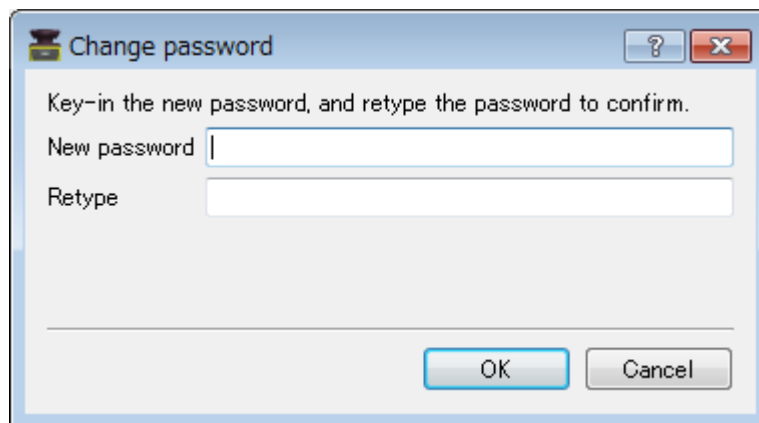 Change password
Key-in the new password, and retype the password to confirm.
New password
Retype
OK
Cancel